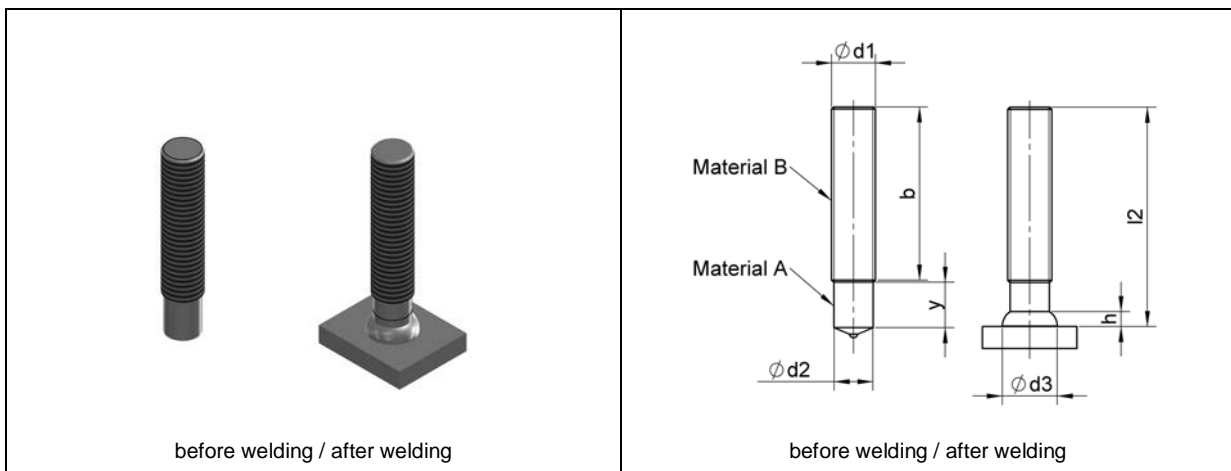 before welding / after welding
Ød1
Material B
b
l2
Material A
y
h
Ød2
Ød3
before welding / after welding